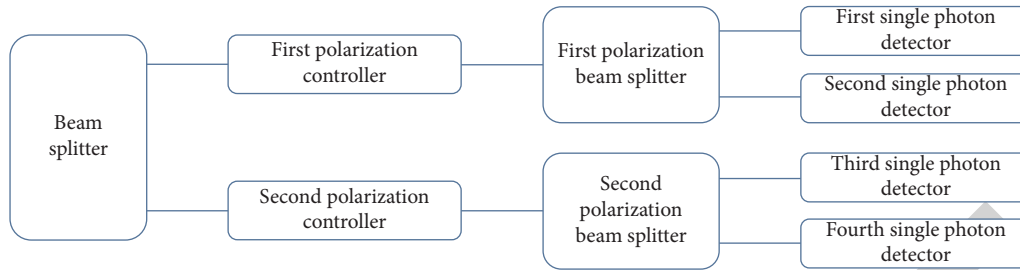 Beam
splitter
First polarization
controller
Second polarization
controller
First polarization
beam splitter
Second
polarization
beam splitter
First single photon
detector
Second single photon
detector
Third single photon
detector
Fourth single photon
detector